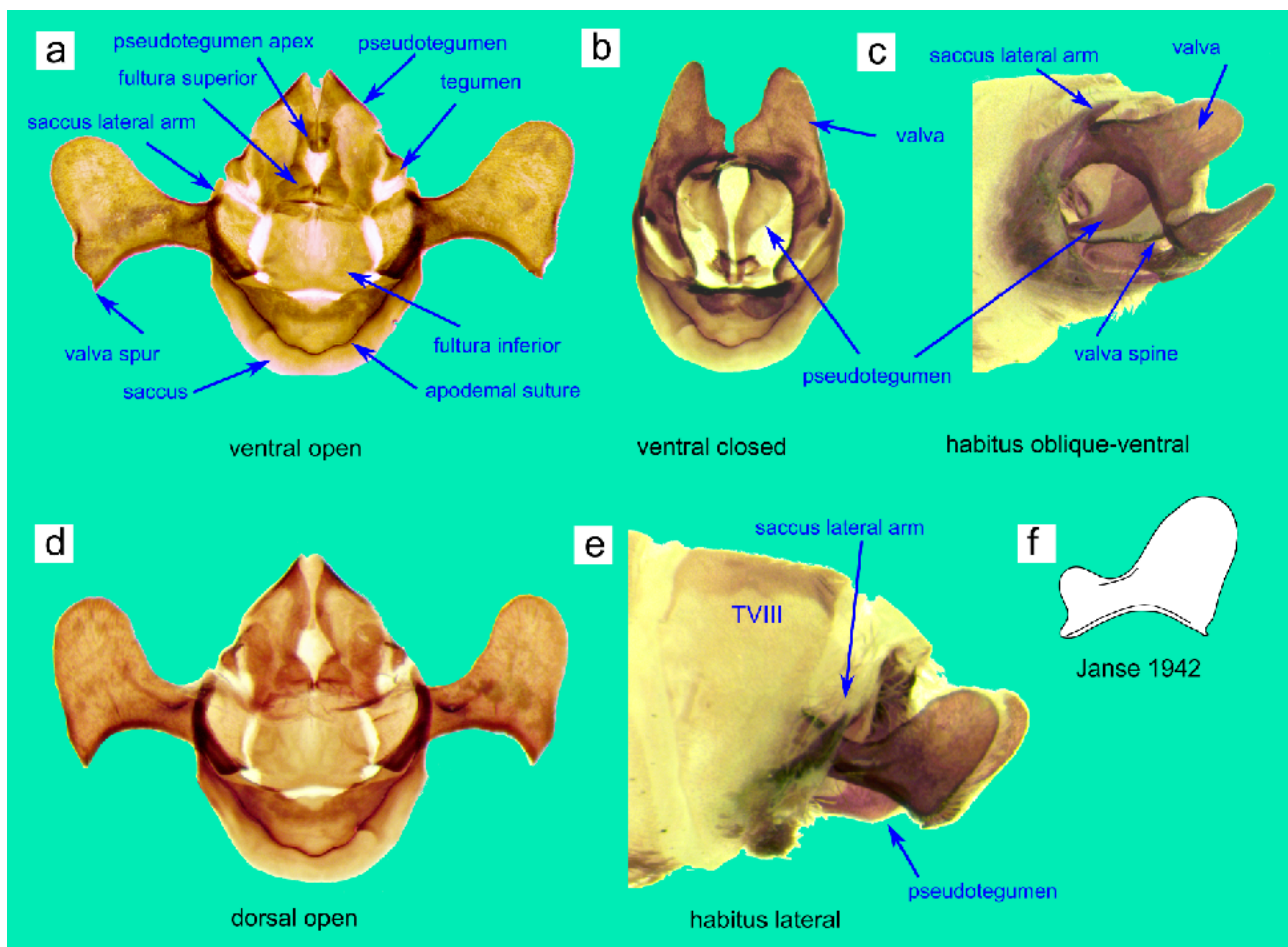 a
pseudotegumen apex
pseudotegumen
fultura superior
tegumen
saccus lateral arm
valva spur
saccus
fultura inferior
apodemal suture
ventral open
b
valva
pseudotegumen
ventral closed
c
saccus lateral arm
valva
valva spine
habitus oblique-ventral
d
dorsal open
e
saccus lateral arm
TVIII
pseudotegumen
habitus lateral
f
Janse 1942